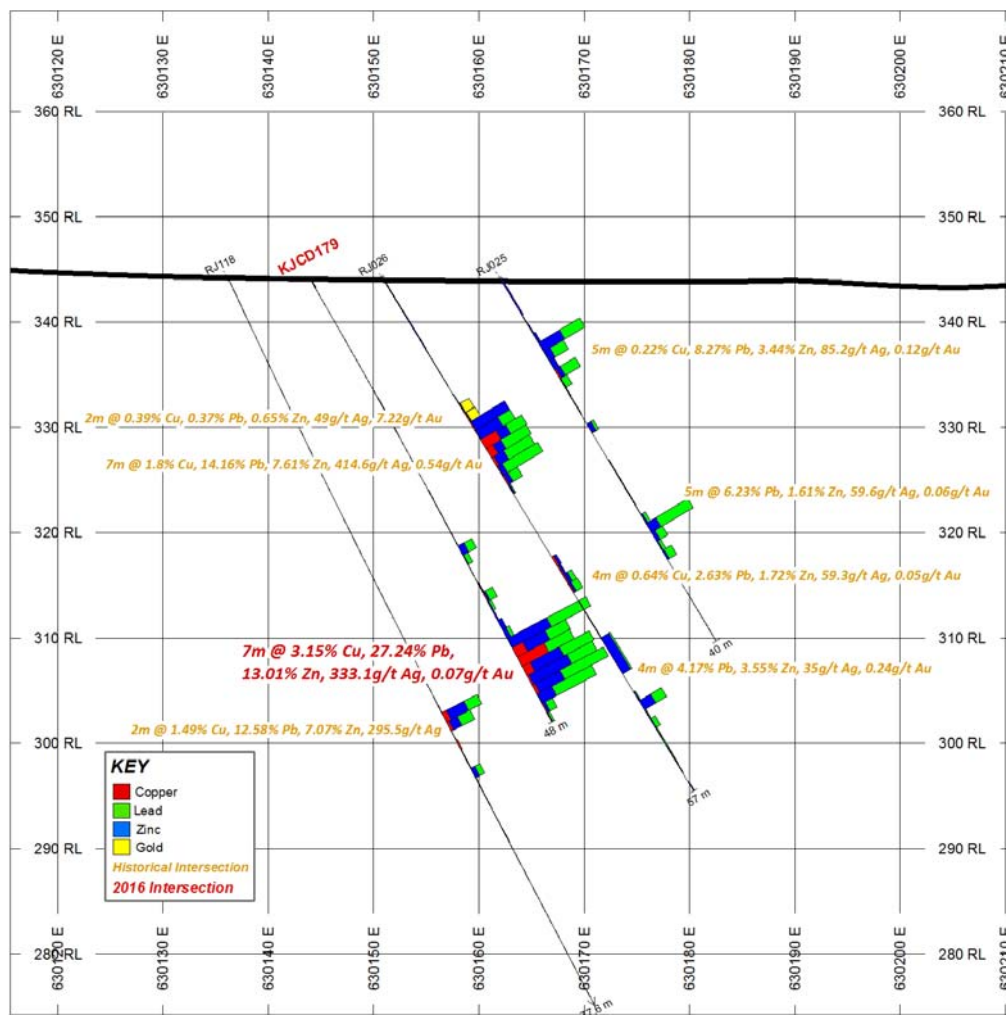 630120 E
630130 E
630140 E
630150 E
630160 E
630170 E
630180 E
630190 E
630200 E
360 RL
360 RL
350 RL
350 RL
RJ118
KJCD179
RJ026
RJ025
340 RL
340 RL
5m @ 0.22% Cu, 8.27% Pb, 3.44% Zn, 85.2g/t Ag, 0.12g/t Au
2m @ 0.39% Cu, 0.37% Pb, 0.65% Zn, 49g/t Ag, 7.22g/t Au
330 RL
330 RL
7m @ 1.8% Cu, 14.16% Pb, 7.61% Zn, 414.6g/t Ag, 0.54g/t Au
5m @ 6.23% Pb, 1.61% Zn, 59.6g/t Ag, 0.06g/t Au
320 RL
320 RL
4m @ 0.64% Cu, 2.63% Pb, 1.72% Zn, 59.3g/t Ag, 0.05g/t Au
310 RL
310 RL
40 m
7m @ 3.15% Cu, 27.24% Pb,
13.01% Zn, 333.1g/t Ag, 0.07g/t Au
4m @ 4.17% Pb, 3.55% Zn, 35g/t Ag, 0.24g/t Au
2m @ 1.49% Cu, 12.58% Pb, 7.07% Zn, 295.5g/t Ag
48 m
300 RL
300 RL
57 m
KEY
Copper
Lead
Zinc
Gold
Historical Intersection
2016 Intersection
290 RL
290 RL
280 RL
280 RL
630120 E
630130 E
630140 E
630150 E
630160 E
630170 E
630180 E
630190 E
630200 E